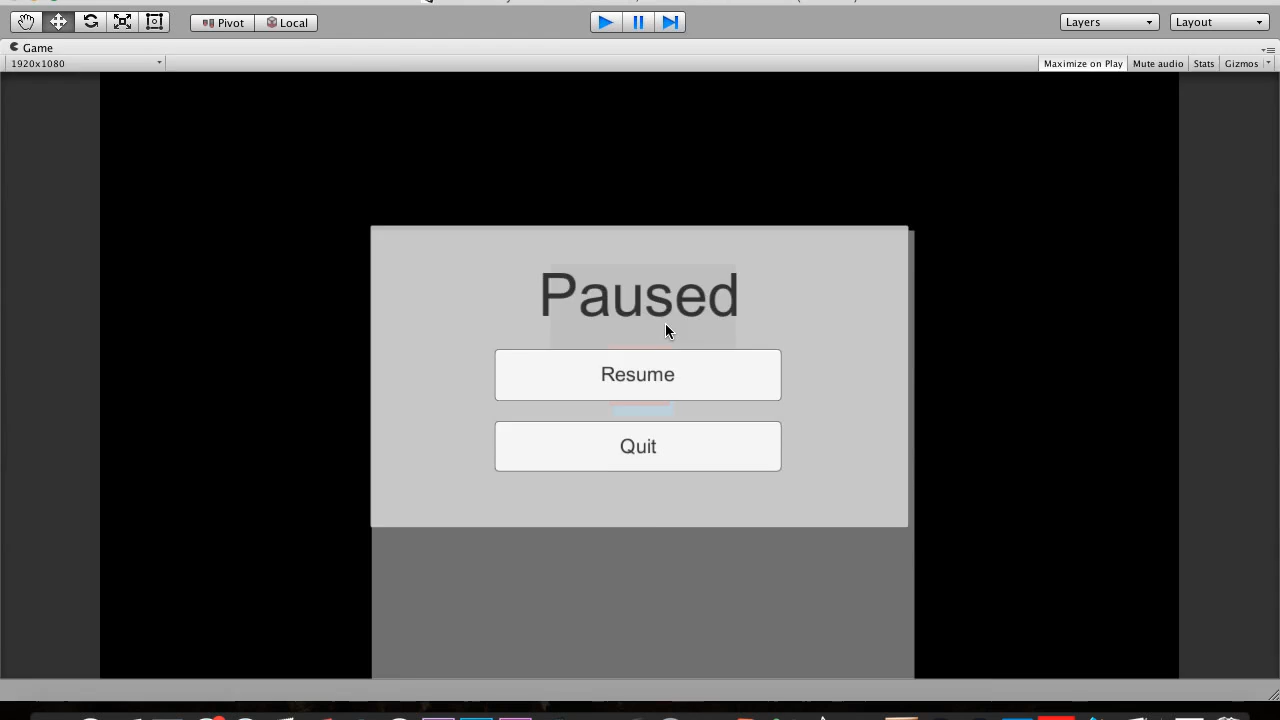 Pivot Local Layers Layout
Game
1920x1080 Maximize on Play Mute audio Stats Gizmos
Paused
Resume
Quit